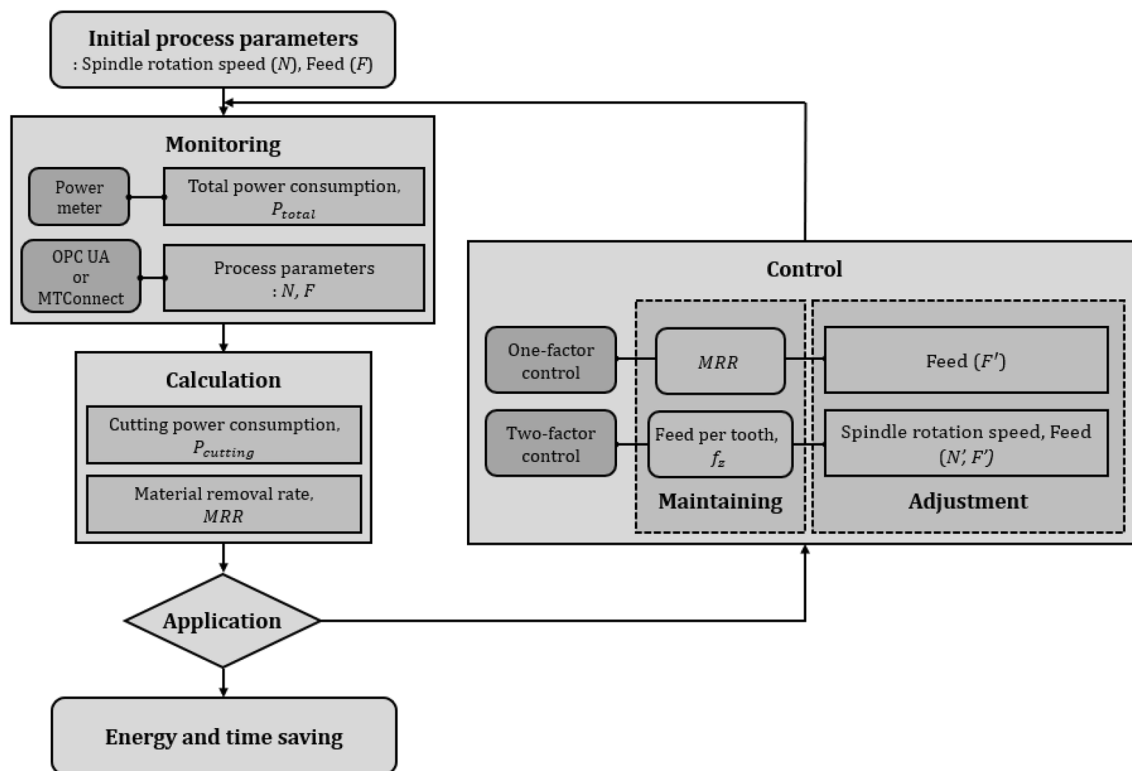 Initial process parameters
: Spindle rotation speed (N), Feed (F)
Monitoring
Power
meter
Total power consumption,
P_total
OPC UA
or
MTConnect
Process parameters
: N, F
Calculation
Cutting power consumption,
P_cutting
Material removal rate,
MRR
Application
Energy and time saving
Control
One-factor
control
MRR
Feed (F′)
Two-factor
control
Feed per tooth,
f_z
Spindle rotation speed, Feed
(N′, F′)
Maintaining
Adjustment